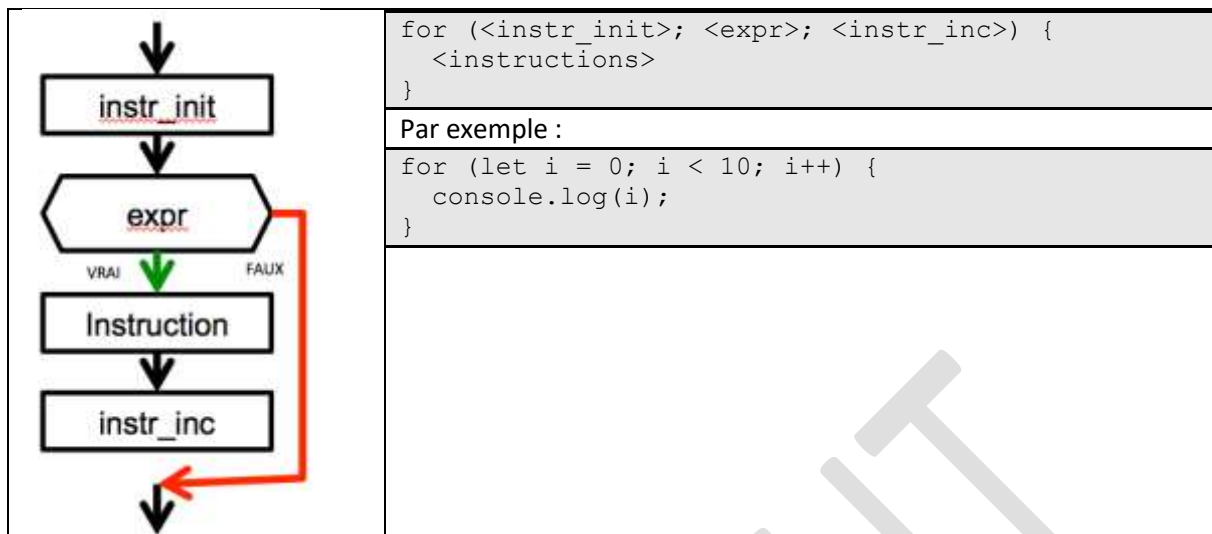 instr_init
expr
VRAI
FAUX
Instruction
instr_inc
for (<instr_init>; <expr>; <instr_inc>) {
<instructions>
}
Par exemple :
for (let i = 0; i < 10; i++) {
console.log(i);
}